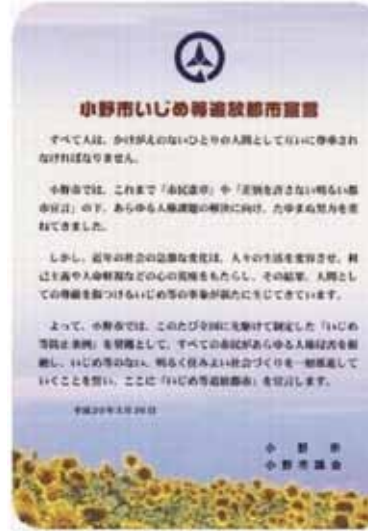 小野市いじめ等追放都市宣言
すべて人は、かけがえのないひとりの人間として互いに尊重され
なければなりません。
小野市では、これまで「市民憲章」や「差別を許さない明るい都
市宣言」の下、あらゆる人権課題の解決に向け、たゆまぬ努力を重
ねてきました。
しかし、近年の社会の急激な変化は、人々の生活を変容させ、利
己主義や人命軽視などの心の荒廃をもたらし、その結果、人間とし
ての尊厳を傷つけるいじめ等の事象が新たに生じてきています。
よって、小野市では、このたび全国に先駆けて制定した「いじめ
等防止条例」を契機として、すべての市民があらゆる人権侵害を根
絶し、いじめ等のない、明るく住みよい社会づくりを一層推進して
いくことを誓い、ここに「いじめ等追放都市」を宣言します。
平成20年3月26日
小野市
小野市議会